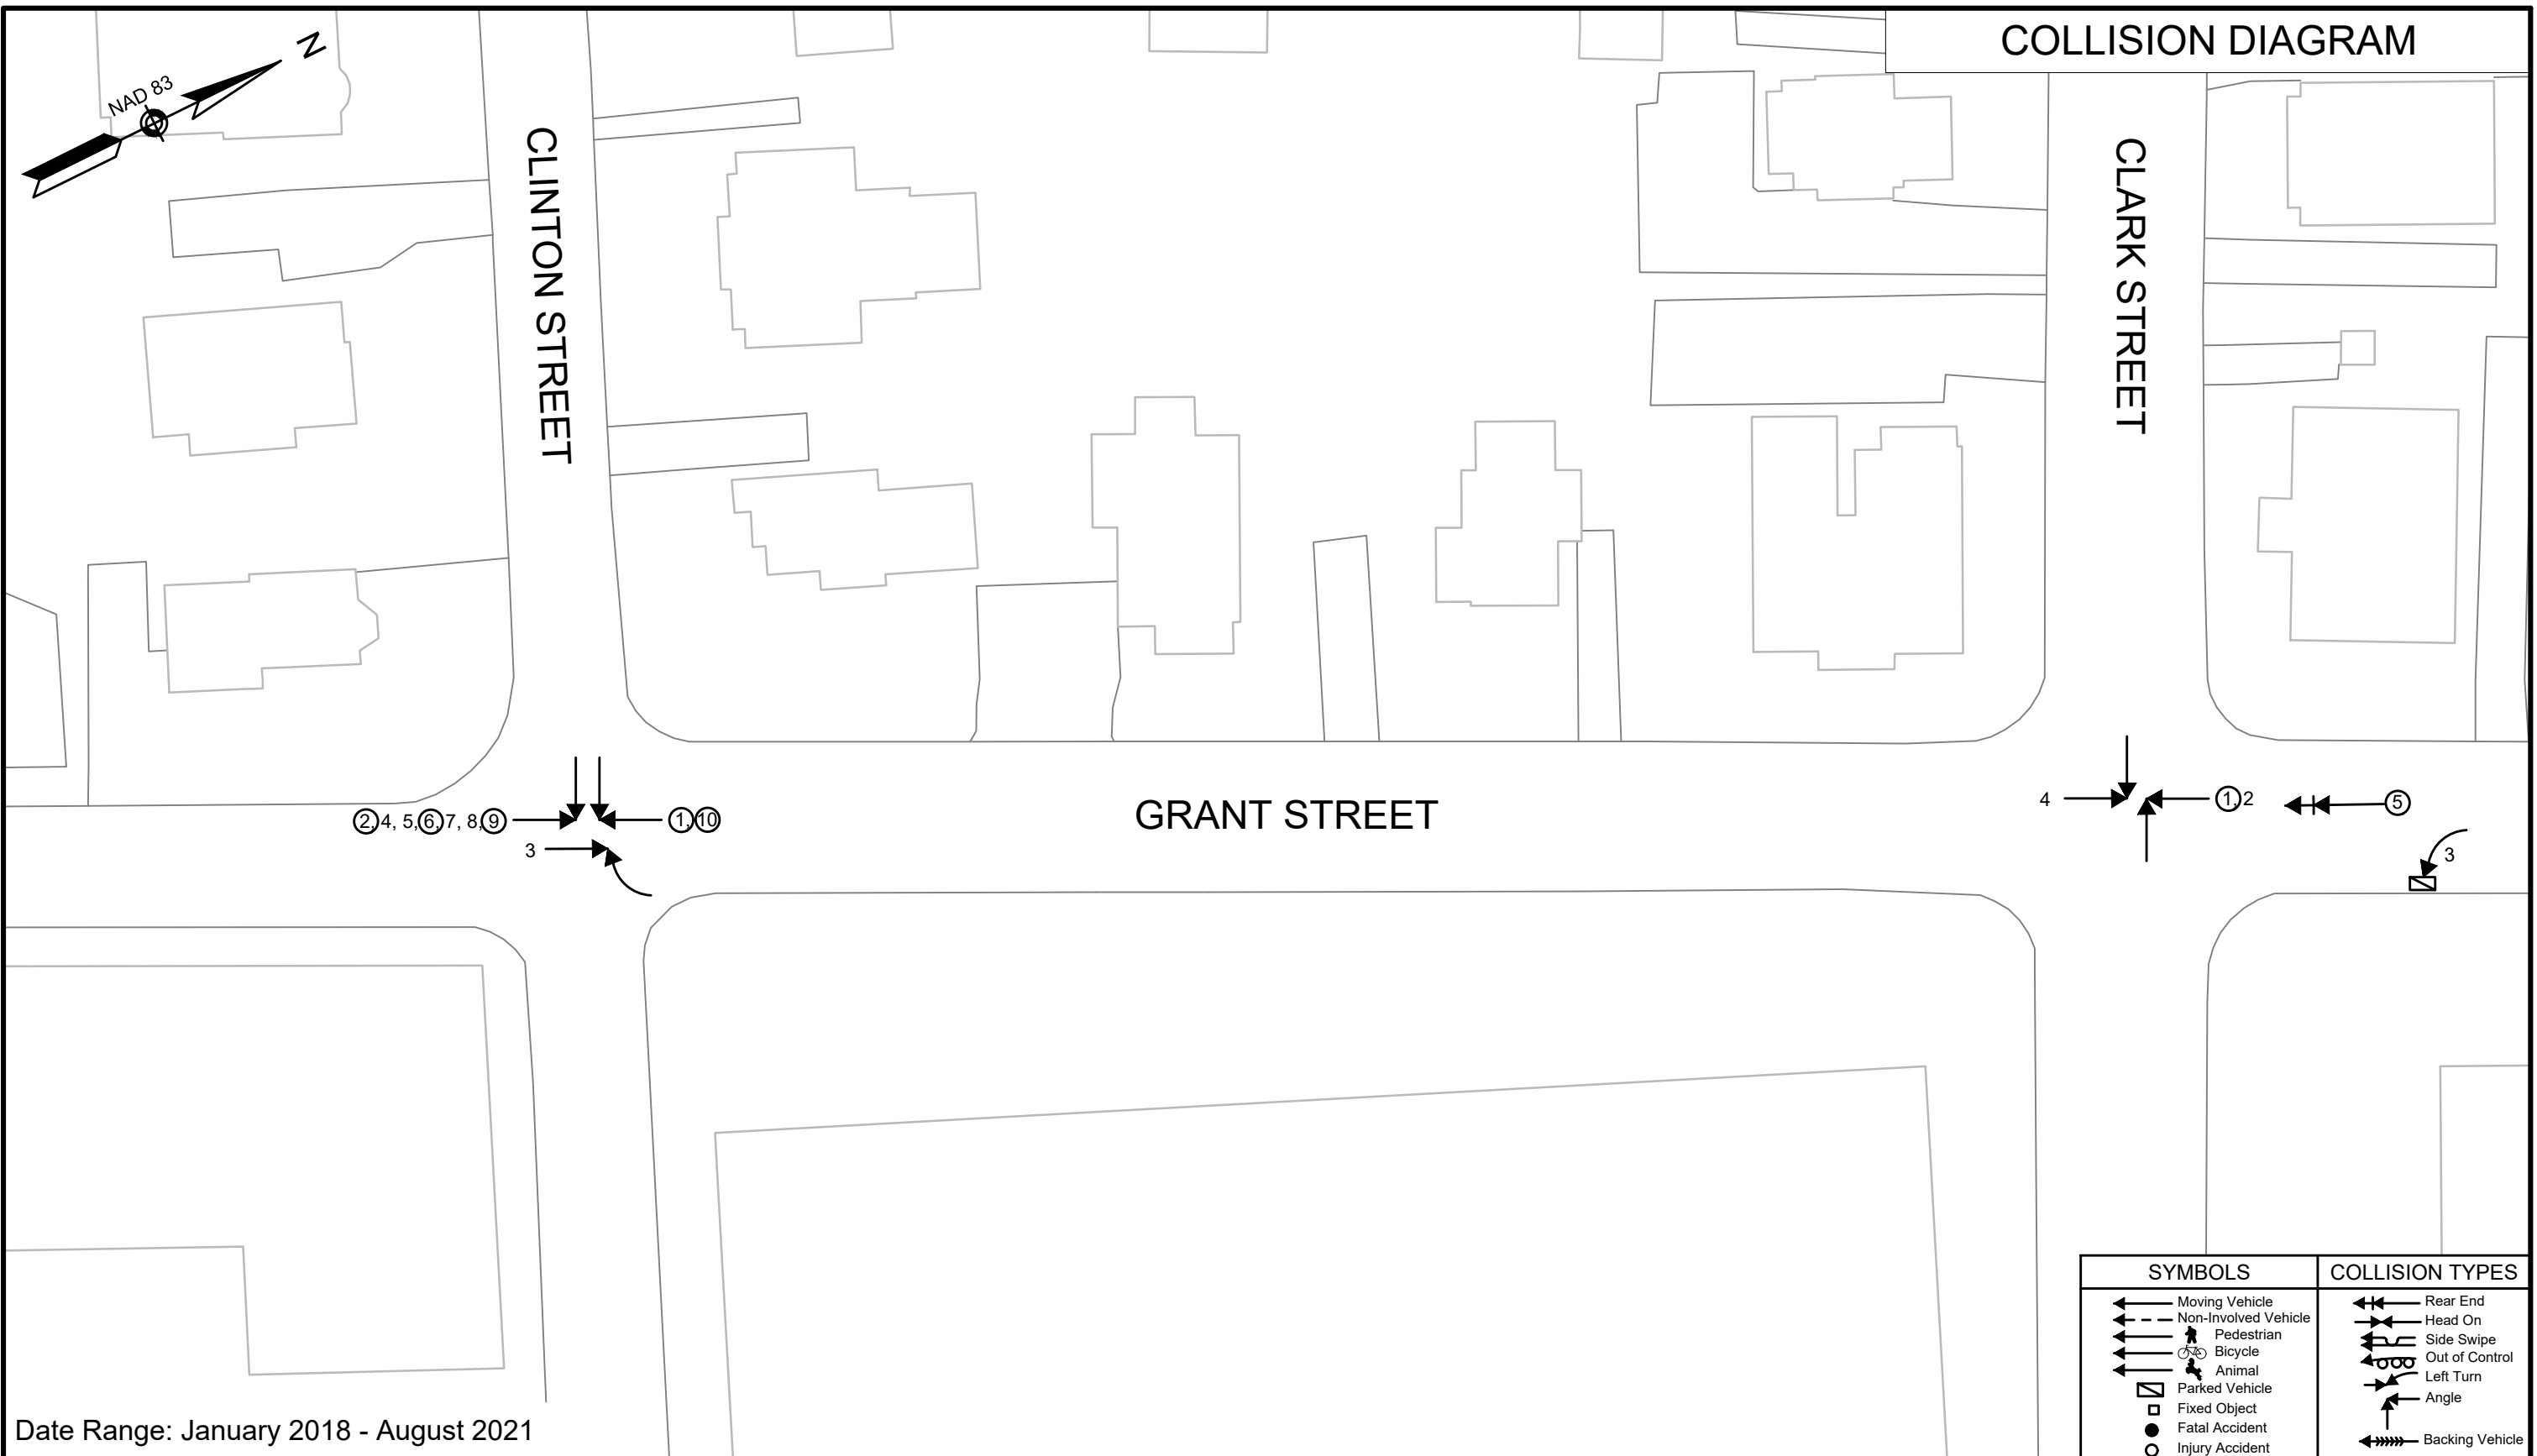 COLLISION DIAGRAM
N
NAD 83
CLINTON STREET
CLARK STREET
GRANT STREET
2, 4, 5, 6, 7, 8, 9
1, 10
3
4
1, 2
5
3
SYMBOLS
Moving Vehicle
Non-Involved Vehicle
Pedestrian
Bicycle
Animal
Parked Vehicle
Fixed Object
Fatal Accident
Injury Accident
COLLISION TYPES
Rear End
Head On
Side Swipe
Out of Control
Left Turn
Angle
Backing Vehicle
Date Range: January 2018 - August 2021